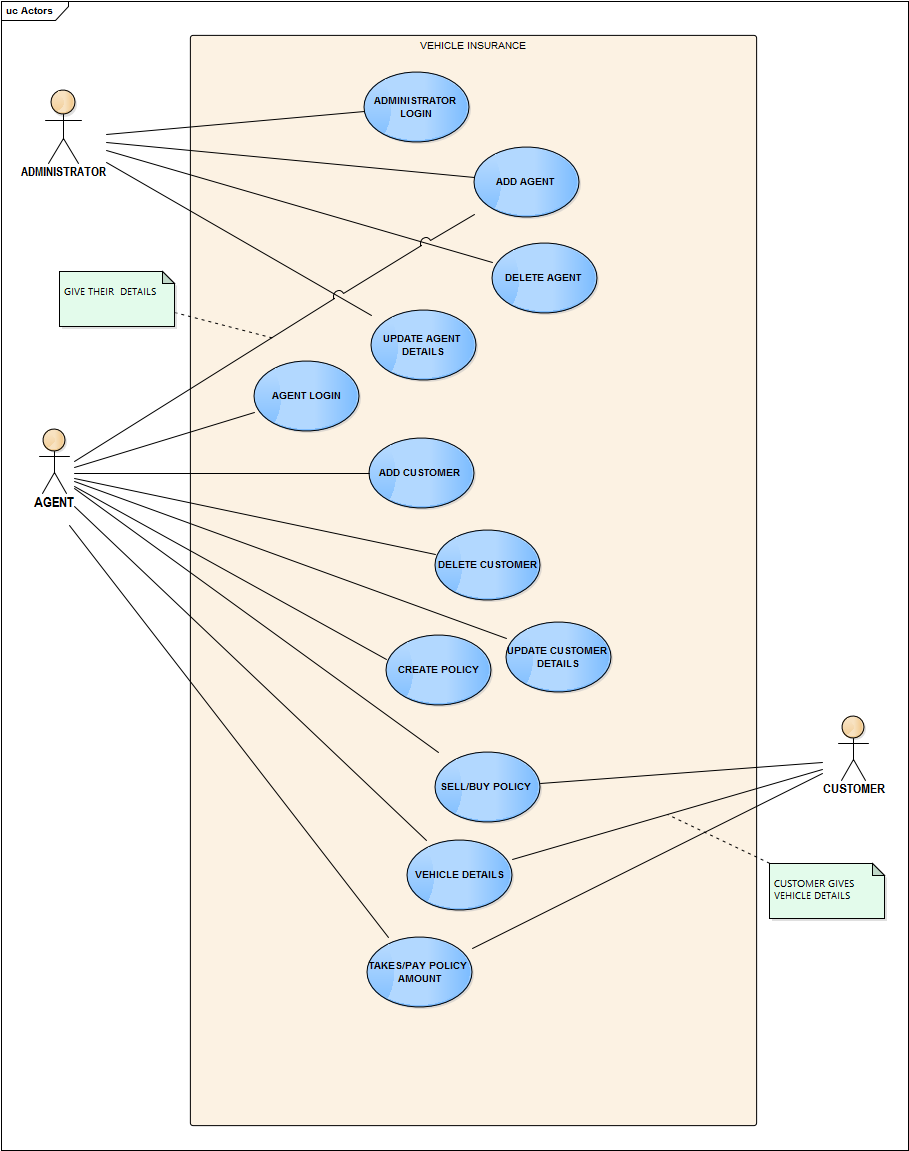 uc Actors
VEHICLE INSURANCE
ADMINISTRATOR
LOGIN
ADMINISTRATOR
ADD AGENT
DELETE AGENT
GIVE THEIR DETAILS
UPDATE AGENT
DETAILS
AGENT LOGIN
AGENT
ADD CUSTOMER
DELETE CUSTOMER
UPDATE CUSTOMER
DETAILS
CREATE POLICY
SELL/BUY POLICY
CUSTOMER
VEHICLE DETAILS
CUSTOMER GIVES
VEHICLE DETAILS
TAKES/PAY POLICY
AMOUNT